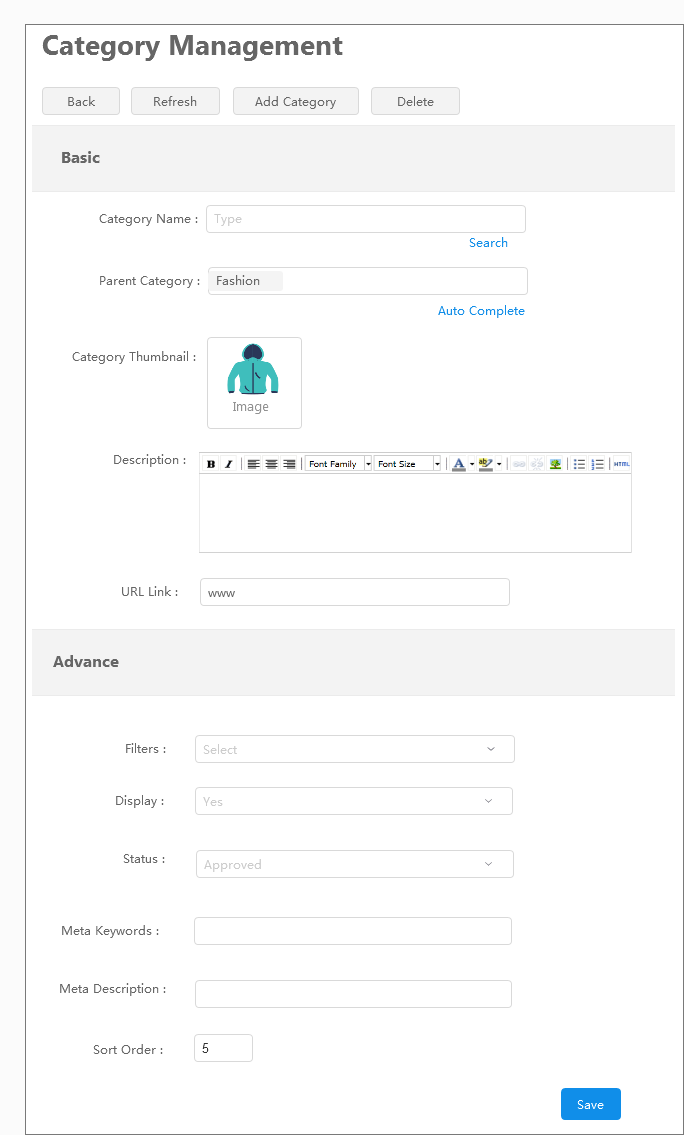 Category Management
Back Refresh Add Category Delete
Basic
Category Name : Type
Search
Parent Category : Fashion
Auto Complete
Category Thumbnail :
Image
Description : B I Font Family Font Size A ab HTML
URL Link : www
Advance
Filters : Select
Display : Yes
Status : Approved
Meta Keywords :
Meta Description :
Sort Order : 5
Save